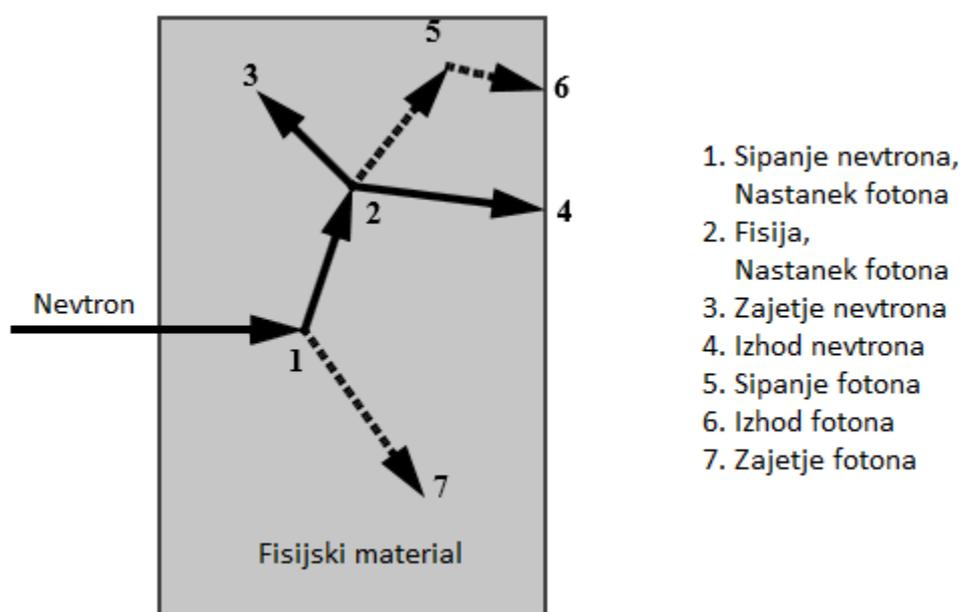 5
3
6
2
4
Nevtron
1
7
Fisijski material
1. Sipanje nevtrona,
Nastanek fotona
2. Fisija,
Nastanek fotona
3. Zajetje nevtrona
4. Izhod nevtrona
5. Sipanje fotona
6. Izhod fotona
7. Zajetje fotona